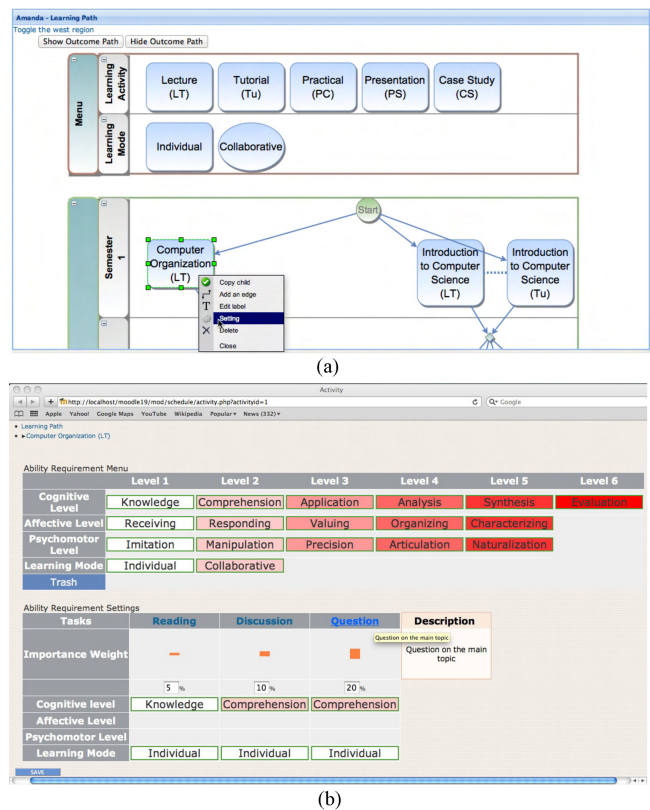 Amanda - Learning Path
Toggle the west region
Show Outcome Path Hide Outcome Path
Menu
Learning Activity
Lecture (LT)
Tutorial (Tu)
Practical (PC)
Presentation (PS)
Case Study (CS)
Learning Mode
Individual
Collaborative
Start
Semester 1
Computer Organization (LT)
Introduction to Computer Science (LT)
Introduction to Computer Science (Tu)
Copy child
Add an edge
T Edit label
Setting
Delete
Close
(a)
Activity
http://localhost/moodle19/mod/schedule/activity.php?activityid=1
Google
Apple Yahoo! Google Maps YouTube Wikipedia Popular News (332)
Learning Path
Computer Organization (LT)
Ability Requirement Menu
Level 1 Level 2 Level 3 Level 4 Level 5 Level 6
Cognitive Level Knowledge Comprehension Application Analysis Synthesis Evaluation
Affective Level Receiving Responding Valuing Organizing Characterizing
Psychomotor Level Imitation Manipulation Precision Articulation Naturalization
Learning Mode Individual Collaborative
Trash
Ability Requirement Settings
Tasks Reading Discussion Question Description
Question on the main topic
Importance Weight
Question on the main topic
5 % 10 % 20 %
Cognitive level Knowledge Comprehension Comprehension
Affective Level
Psychomotor Level
Learning Mode Individual Individual Individual
SAVE
(b)